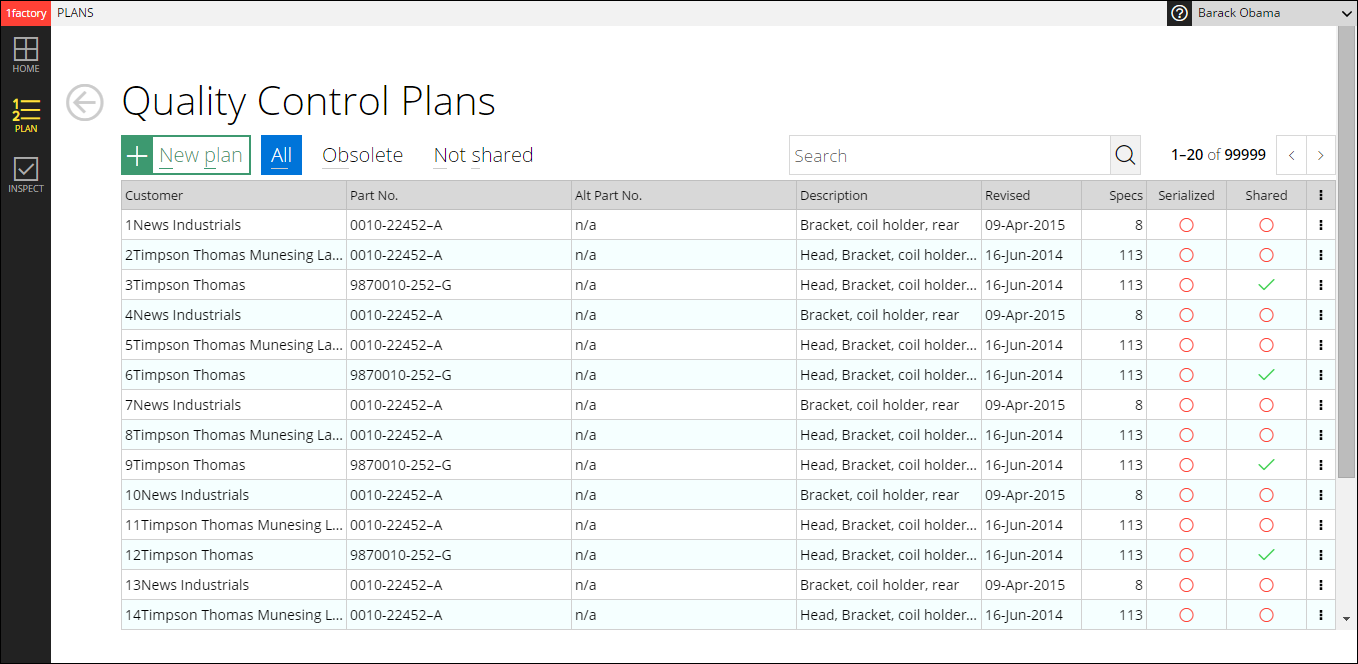 1factory PLANS Barack Obama
HOME
PLAN
INSPECT
Quality Control Plans
New plan All Obsolete Not shared Search 1–20 of 99999
Customer Part No. Alt Part No. Description Revised Specs Serialized Shared
1News Industrials 0010-22452–A n/a Bracket, coil holder, rear 09-Apr-2015 8
2Timpson Thomas Munesing La... 0010-22452–A n/a Head, Bracket, coil holder... 16-Jun-2014 113
3Timpson Thomas 9870010-252–G n/a Head, Bracket, coil holder... 16-Jun-2014 113
4News Industrials 0010-22452–A n/a Bracket, coil holder, rear 09-Apr-2015 8
5Timpson Thomas Munesing La... 0010-22452–A n/a Head, Bracket, coil holder... 16-Jun-2014 113
6Timpson Thomas 9870010-252–G n/a Head, Bracket, coil holder... 16-Jun-2014 113
7News Industrials 0010-22452–A n/a Bracket, coil holder, rear 09-Apr-2015 8
8Timpson Thomas Munesing La... 0010-22452–A n/a Head, Bracket, coil holder... 16-Jun-2014 113
9Timpson Thomas 9870010-252–G n/a Head, Bracket, coil holder... 16-Jun-2014 113
10News Industrials 0010-22452–A n/a Bracket, coil holder, rear 09-Apr-2015 8
11Timpson Thomas Munesing L... 0010-22452–A n/a Head, Bracket, coil holder... 16-Jun-2014 113
12Timpson Thomas 9870010-252–G n/a Head, Bracket, coil holder... 16-Jun-2014 113
13News Industrials 0010-22452–A n/a Bracket, coil holder, rear 09-Apr-2015 8
14Timpson Thomas Munesing L... 0010-22452–A n/a Head, Bracket, coil holder... 16-Jun-2014 113